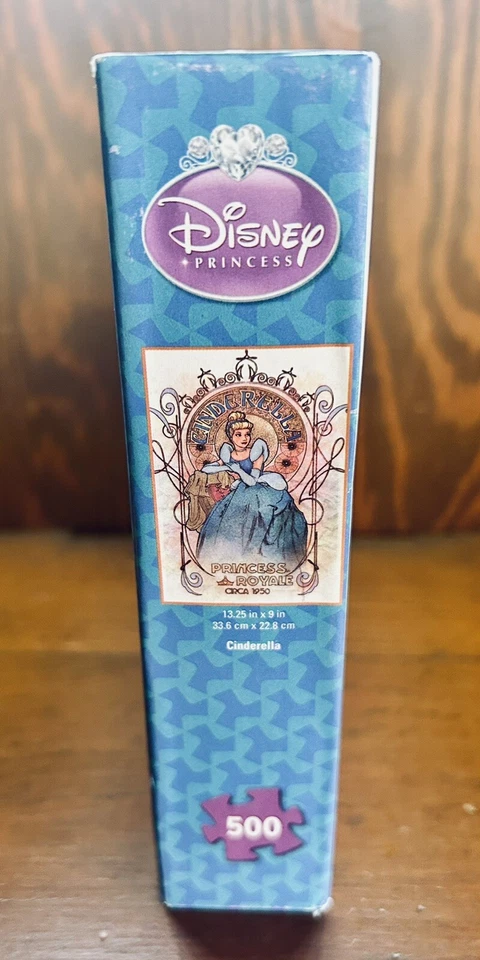 Disney
PRINCESS
CINDERELLA
PRINCESS
ROYALE
CIRCA 1950
13.25 in x 9 in
33.6 cm x 22.8 cm
Cinderella
500